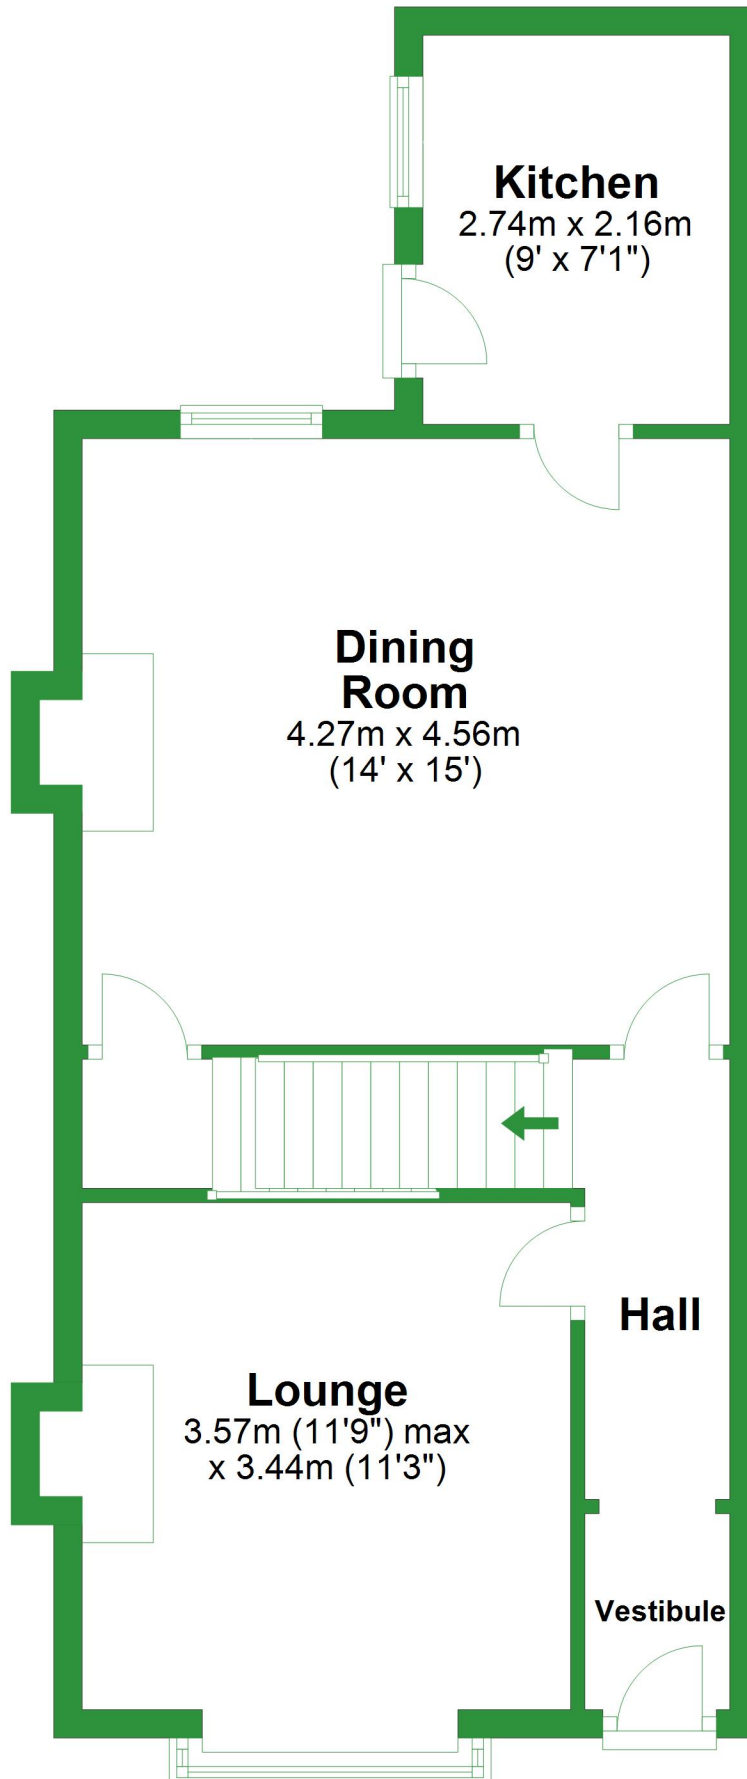 Kitchen
2.74m x 2.16m
(9' x 7'1")
Dining
Room
4.27m x 4.56m
(14' x 15')
Hall
Lounge
3.57m (11'9") max
x 3.44m (11'3")
Vestibule